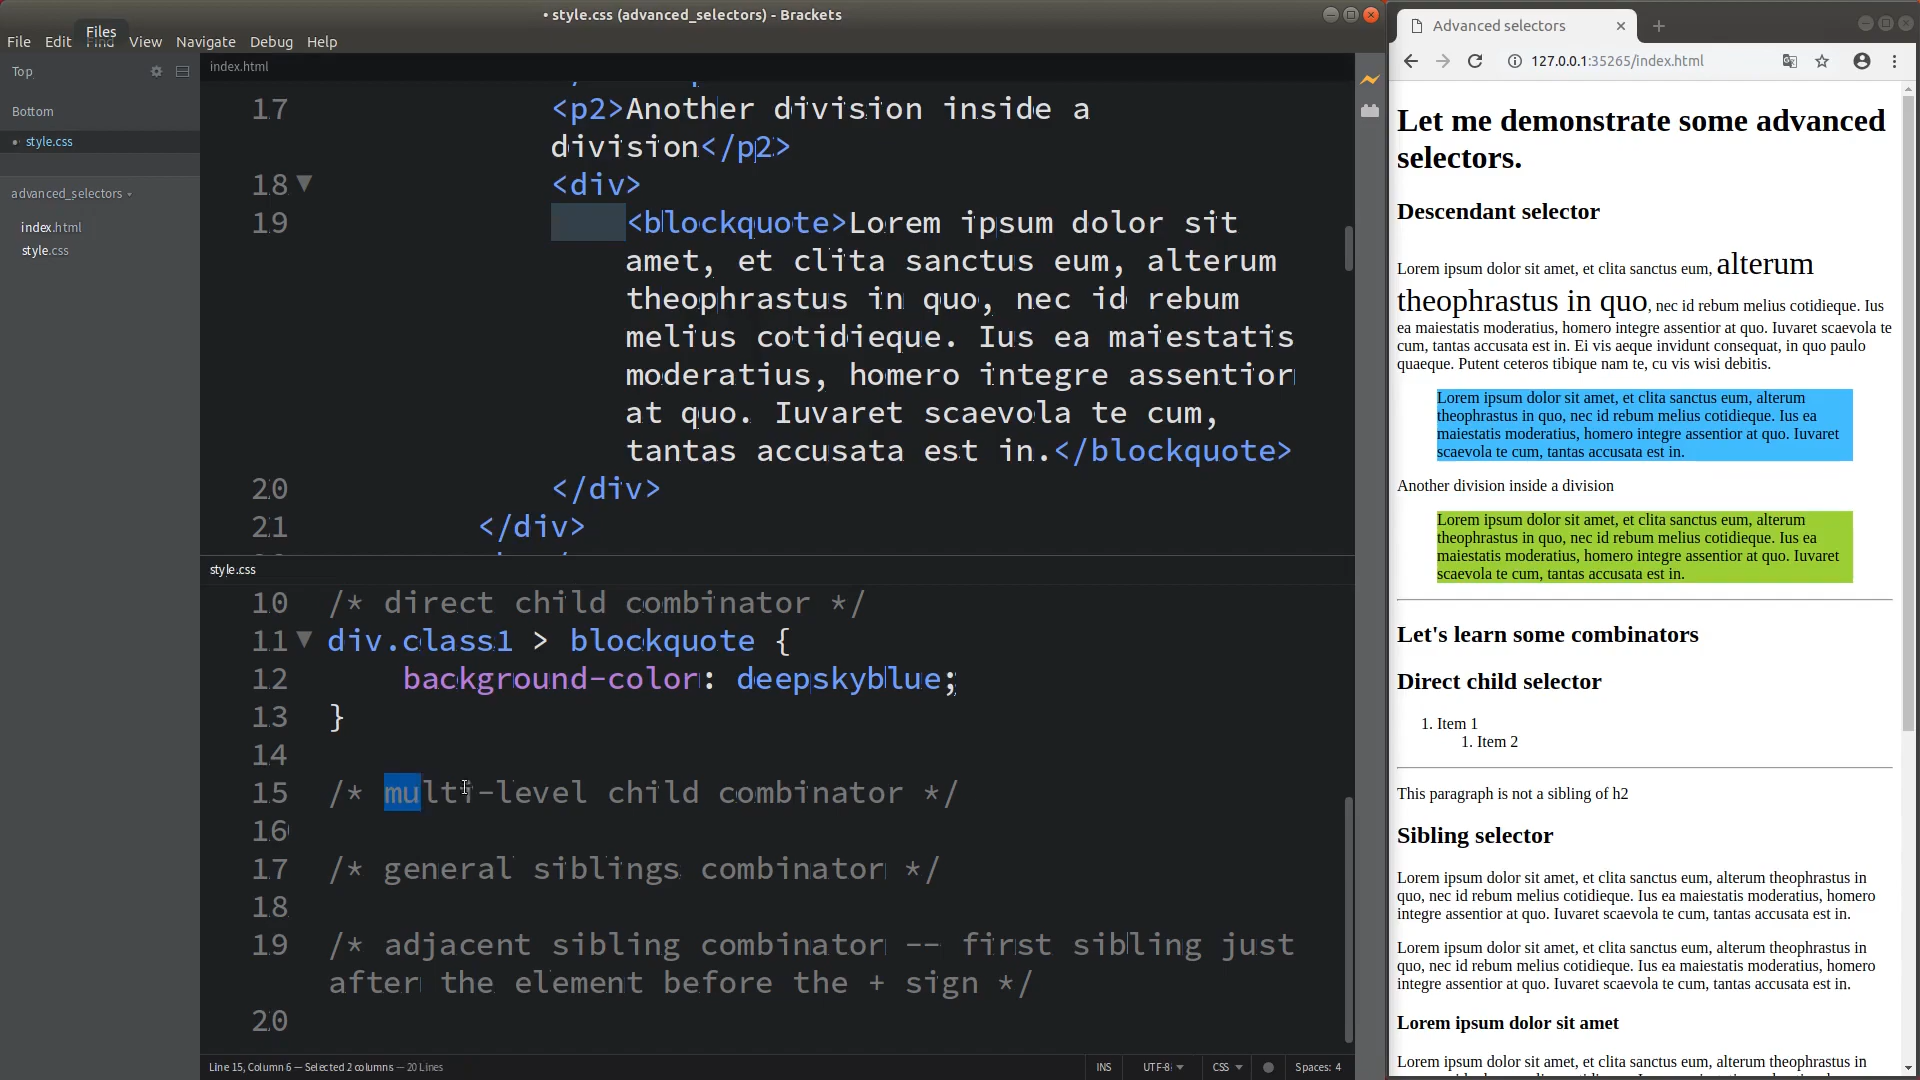 • style.css (advanced_selectors) - Brackets
Files
File Edit Find View Navigate Debug Help
Top
Bottom
• style.css
advanced_selectors
index.html
style.css
index.html
17 <p2>Another division inside a
division</p2>
18 <div>
19 <blockquote>Lorem ipsum dolor sit
amet, et clita sanctus eum, alterum
theophrastus in quo, nec id rebum
melius cotidieque. Ius ea maiestatis
moderatius, homero integre assentior
at quo. Iuvaret scaevola te cum,
tantas accusata est in.</blockquote>
20 </div>
21 </div>
style.css
10 /* direct child combinator */
11 div.class1 > blockquote {
12 background-color: deepskyblue;
13 }
14
15 /* multi-level child combinator */
16
17 /* general siblings combinator */
18
19 /* adjacent sibling combinator -- first sibling just
after the element before the + sign */
20
Line 15, Column 6 — Selected 2 columns — 20 Lines
INS UTF-8 CSS Spaces: 4
Advanced selectors
127.0.0.1:35265/index.html
Let me demonstrate some advanced
selectors.
Descendant selector
Lorem ipsum dolor sit amet, et clita sanctus eum, alterum
theophrastus in quo, nec id rebum melius cotidieque. Ius
ea maiestatis moderatius, homero integre assentior at quo. Iuvaret scaevola te
cum, tantas accusata est in. Ei vis aeque invidunt consequat, in quo paulo
quaeque. Putent ceteros tibique nam te, cu vis wisi debitis.
Lorem ipsum dolor sit amet, et clita sanctus eum, alterum
theophrastus in quo, nec id rebum melius cotidieque. Ius ea
maiestatis moderatius, homero integre assentior at quo. Iuvaret
scaevola te cum, tantas accusata est in.
Another division inside a division
Lorem ipsum dolor sit amet, et clita sanctus eum, alterum
theophrastus in quo, nec id rebum melius cotidieque. Ius ea
maiestatis moderatius, homero integre assentior at quo. Iuvaret
scaevola te cum, tantas accusata est in.
Let's learn some combinators
Direct child selector
1. Item 1
1. Item 2
This paragraph is not a sibling of h2
Sibling selector
Lorem ipsum dolor sit amet, et clita sanctus eum, alterum theophrastus in
quo, nec id rebum melius cotidieque. Ius ea maiestatis moderatius, homero
integre assentior at quo. Iuvaret scaevola te cum, tantas accusata est in.
Lorem ipsum dolor sit amet, et clita sanctus eum, alterum theophrastus in
quo, nec id rebum melius cotidieque. Ius ea maiestatis moderatius, homero
integre assentior at quo. Iuvaret scaevola te cum, tantas accusata est in.
Lorem ipsum dolor sit amet
Lorem ipsum dolor sit amet, et clita sanctus eum, alterum theophrastus in